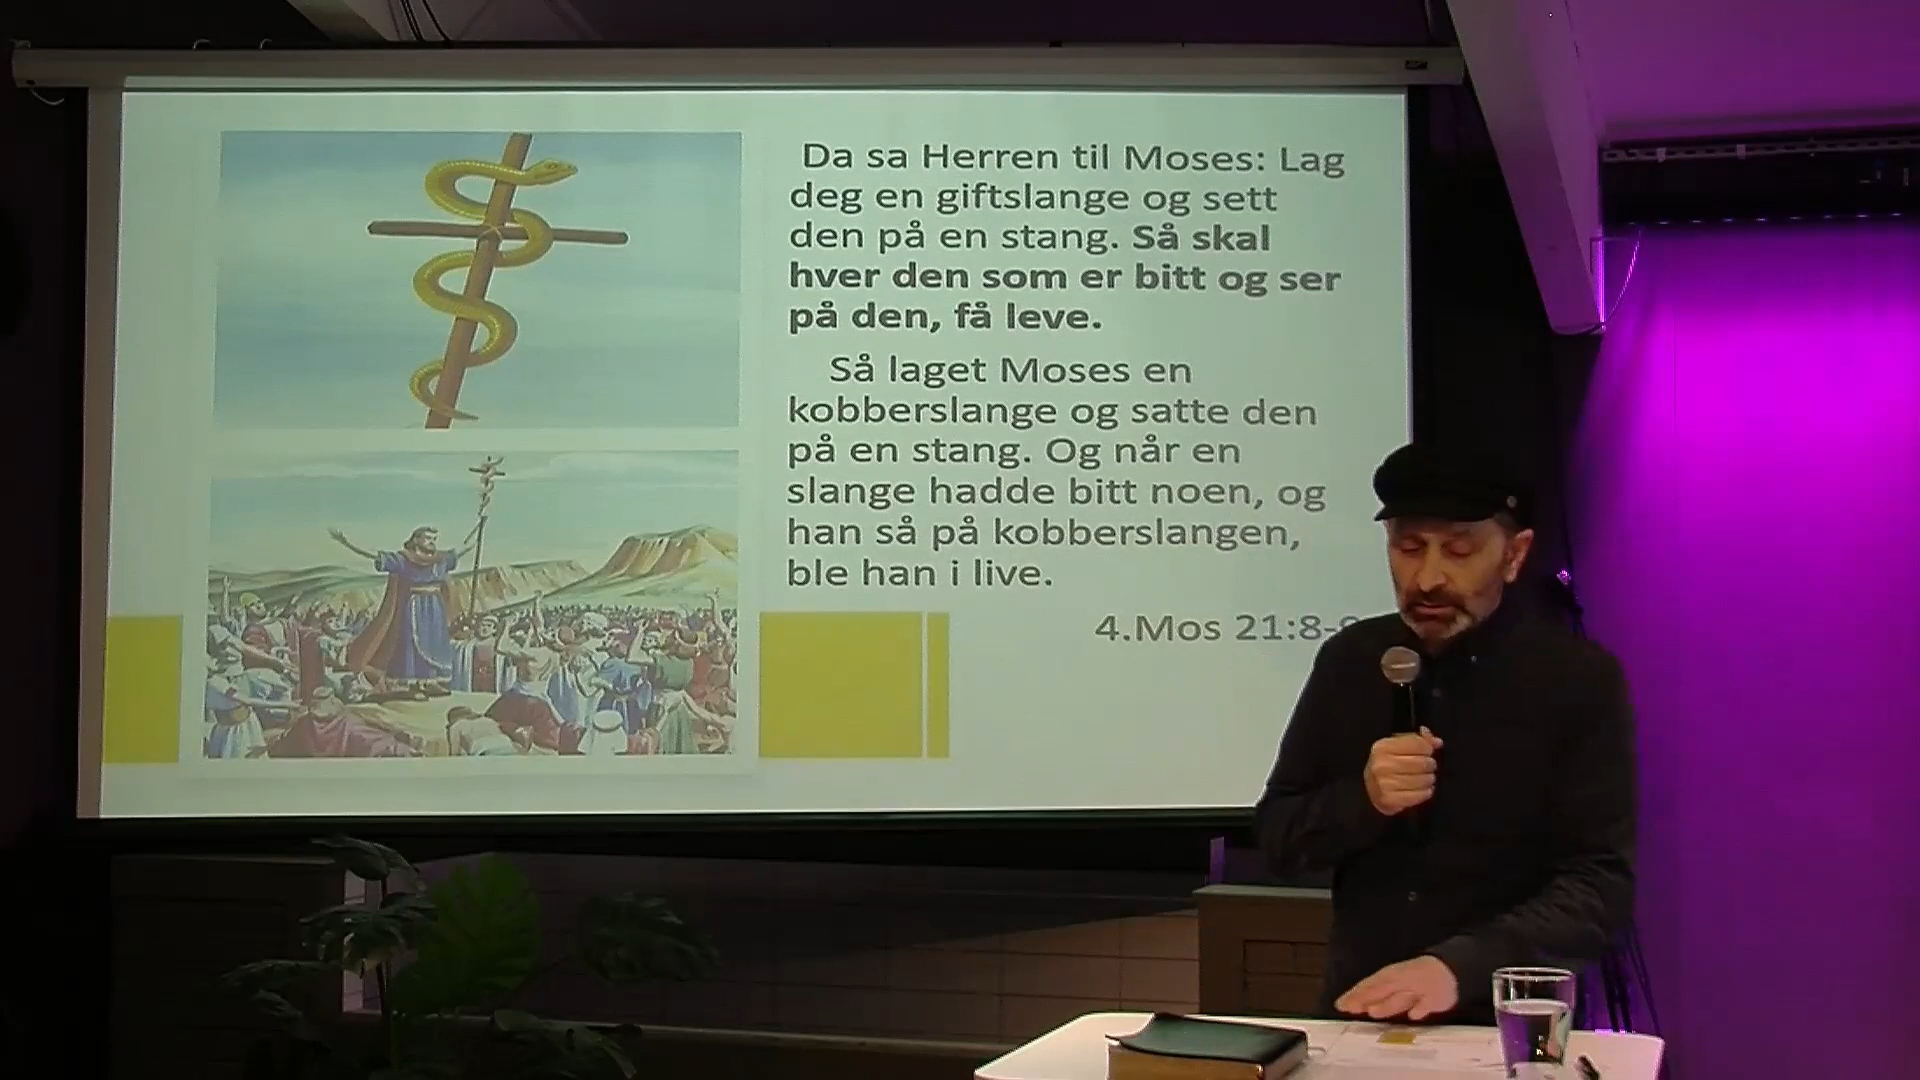 Da sa Herren til Moses: Lag
deg en giftslange og sett
den på en stang. Så skal
hver den som er bitt og ser
på den, få leve.
Så laget Moses en
kobberslange og satte den
på en stang. Og når en
slange hadde bitt noen, og
han så på kobberslangen,
ble han i live.
4.Mos 21:8-